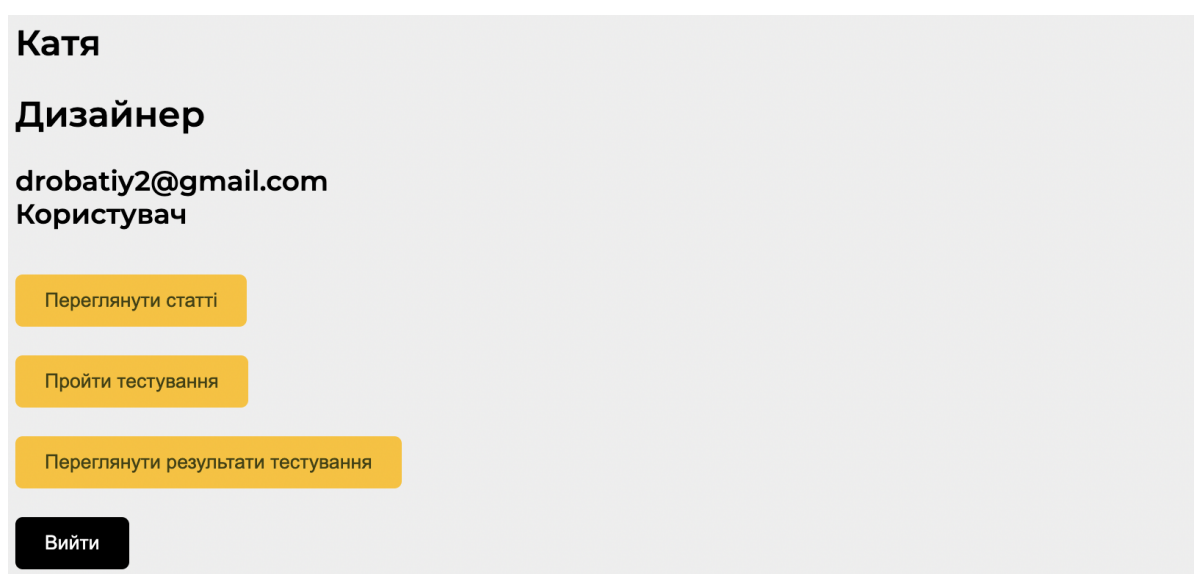 Катя
Дизайнер
drobatiy2@gmail.com
Користувач
Переглянути статті
Пройти тестування
Переглянути результати тестування
Вийти